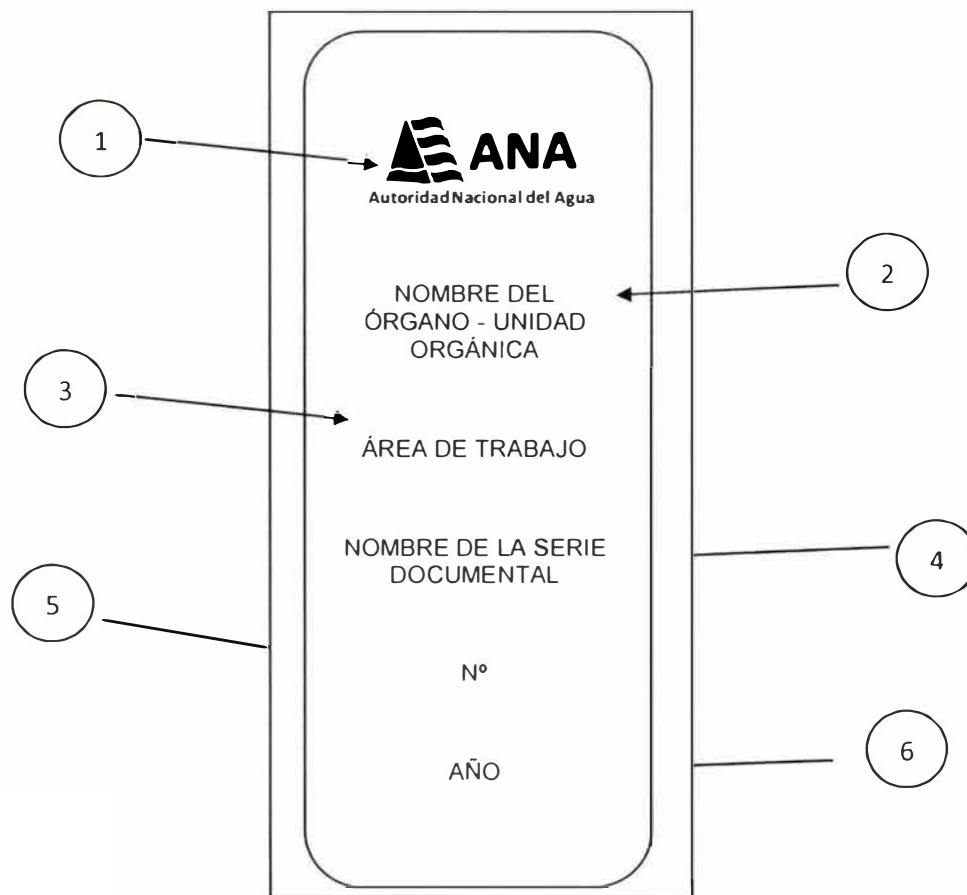 1
ANA
Autoridad Nacional del Agua
2
NOMBRE DEL
ÓRGANO - UNIDAD
ORGÁNICA
3
ÁREA DE TRABAJO
NOMBRE DE LA SERIE
DOCUMENTAL
4
5
Nº
6
AÑO